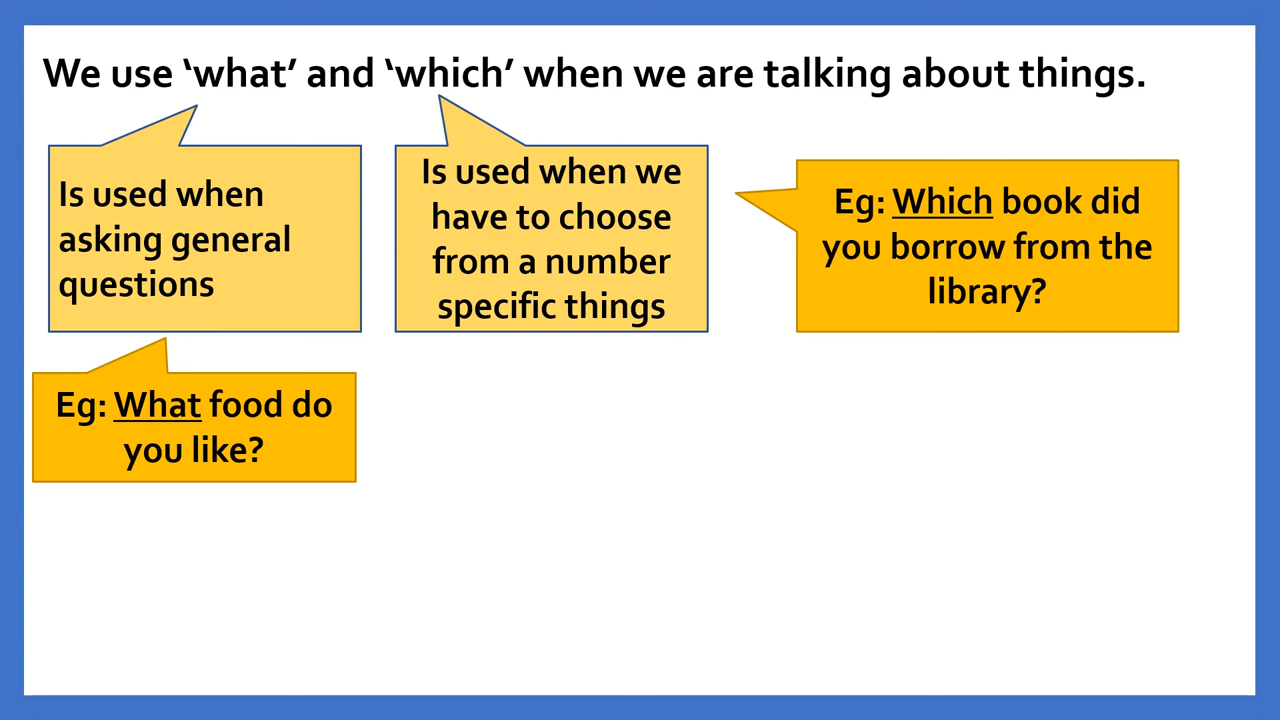 We use ‘what’ and ‘which’ when we are talking about things.
Is used when
asking general
questions
Is used when we
have to choose
from a number
specific things
Eg: Which book did
you borrow from the
library?
Eg: What food do
you like?